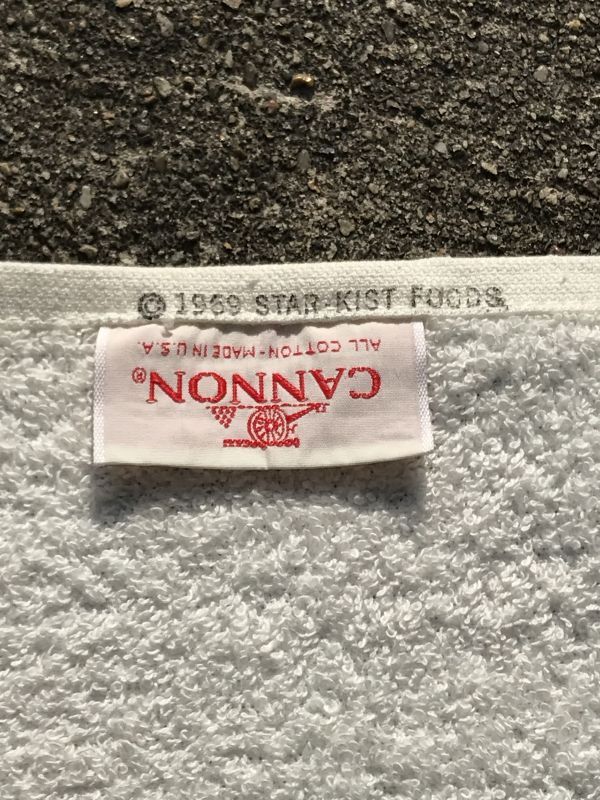 © 1969 STAR-KIST FOODS.
CANNON®
ALL COTTON-MADE IN U.S.A.